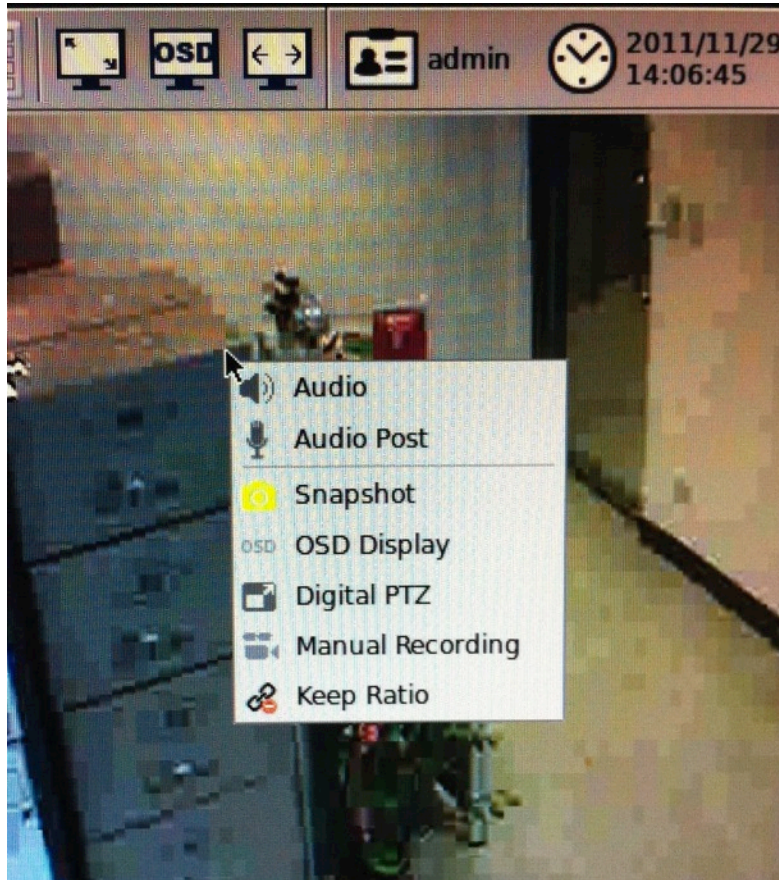 OSD
admin
2011/11/29
14:06:45
Audio
Audio Post
Snapshot
OSD OSD Display
Digital PTZ
Manual Recording
Keep Ratio